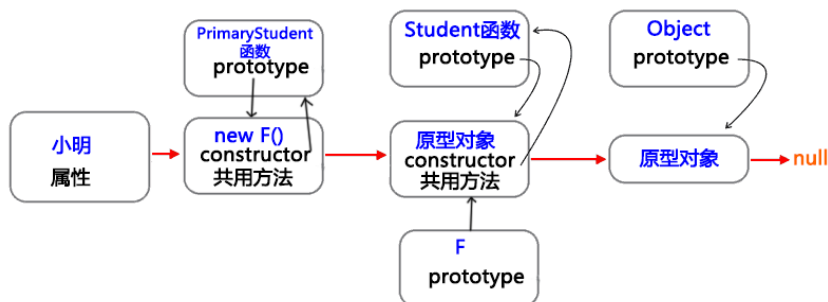 PrimaryStudent
函数
prototype
Student函数
prototype
Object
prototype
小明
属性
new F()
constructor
共用方法
原型对象
constructor
共用方法
原型对象
null
F
prototype